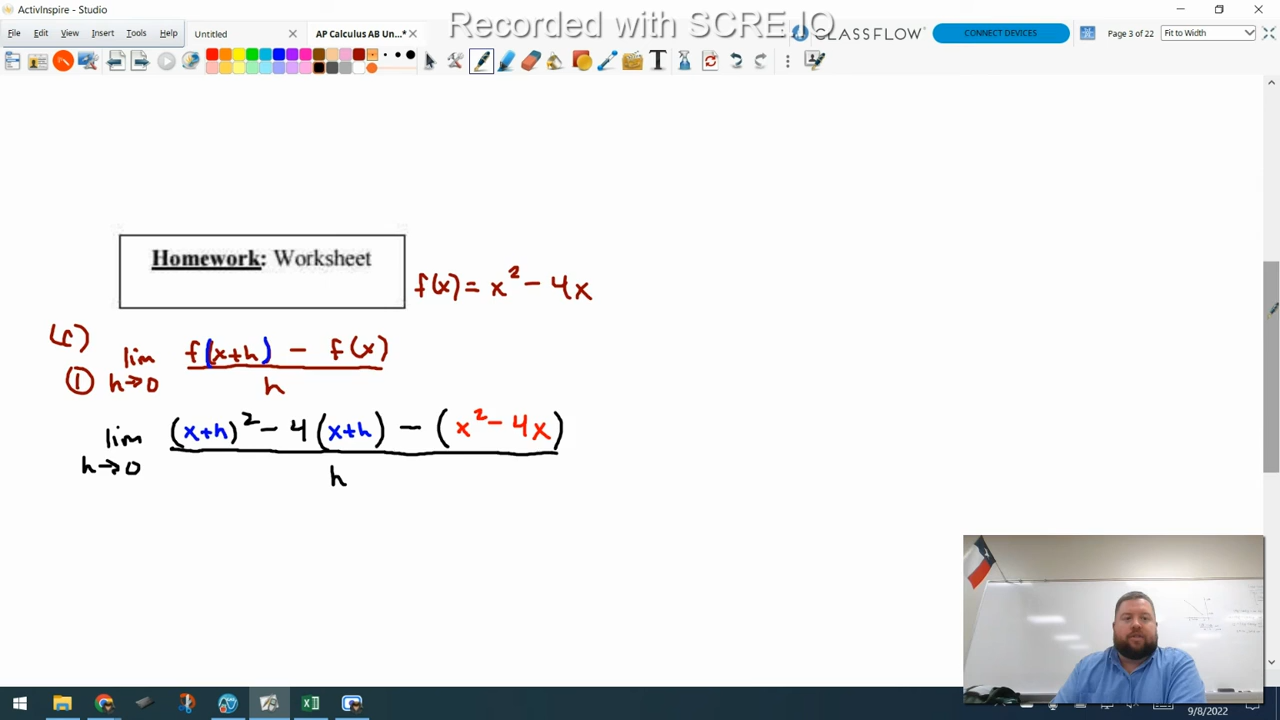 ActivInspire - Studio
Recorded with SCRE.IO
File Edit View Insert Tools Help
Untitled
AP Calculus AB Un...*
CLASSFLOW
CONNECT DEVICES
Page 3 of 22
Fit to Width
T
Homework: Worksheet
f(x) = x² - 4x
①
lim h→0 (f(x+h) - f(x))/h
lim h→0 ((x+h)² - 4(x+h) - (x² - 4x))/h
9/8/2022